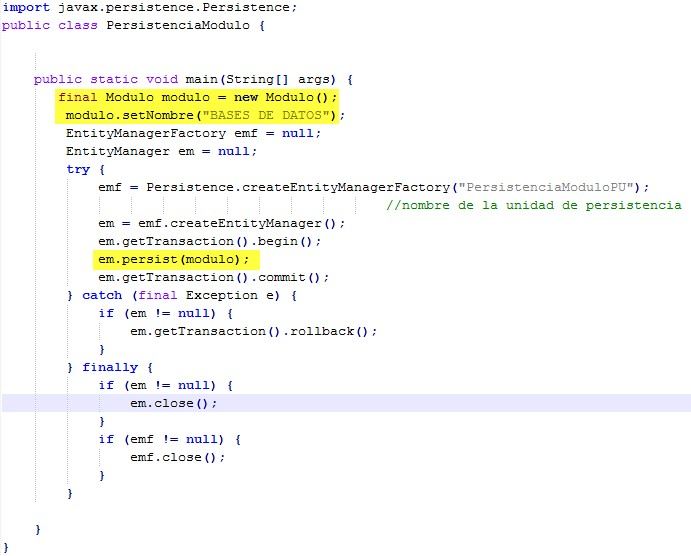 import javax.persistence.Persistence;
public class PersistenciaModulo {
public static void main(String[] args) {
final Modulo modulo = new Modulo();
modulo.setNombre("BASES DE DATOS");
EntityManagerFactory emf = null;
EntityManager em = null;
try {
emf = Persistence.createEntityManagerFactory("PersistenciaModuloPU");
//nombre de la unidad de persistencia
em = emf.createEntityManager();
em.getTransaction().begin();
em.persist(modulo);
em.getTransaction().commit();
} catch (final Exception e) {
if (em != null) {
em.getTransaction().rollback();
}
} finally {
if (em != null) {
em.close();
}
if (emf != null) {
emf.close();
}
}
}
}